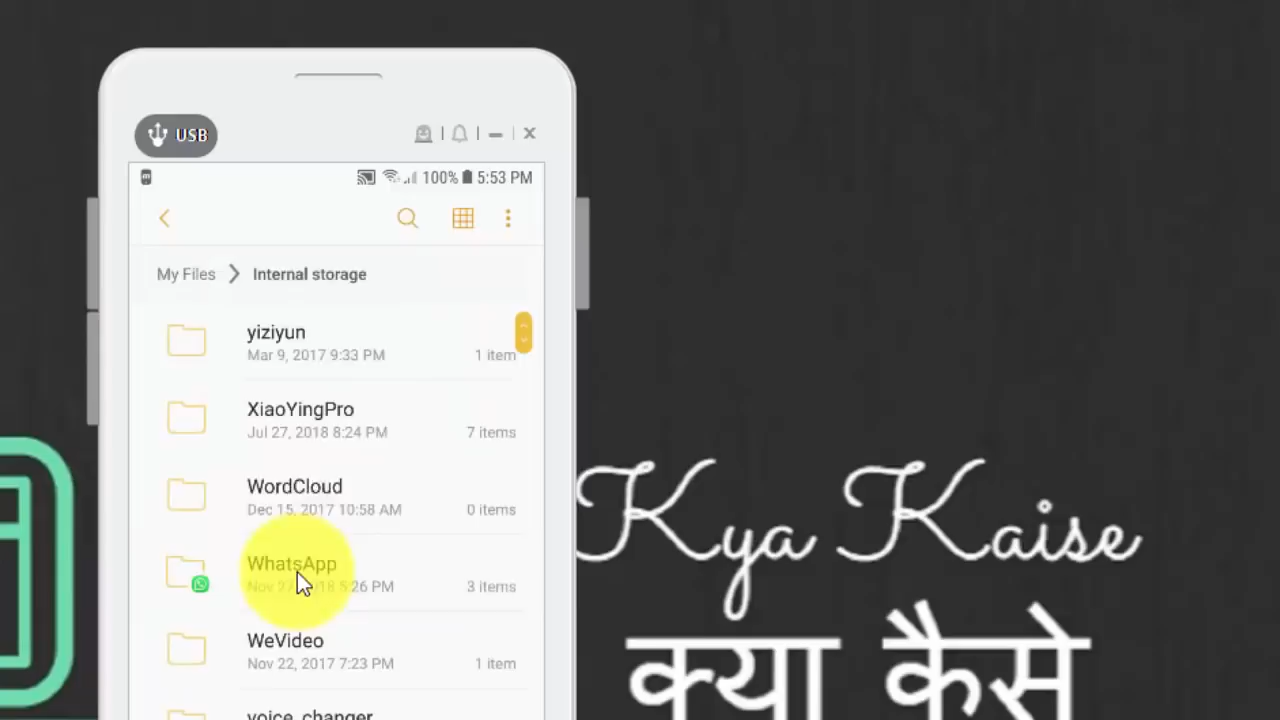 USB
100% 5:53 PM
My Files Internal storage
yiziyun
Mar 9, 2017 9:33 PM 1 item
XiaoYingPro
Jul 27, 2018 8:24 PM 7 items
WordCloud
Dec 15, 2017 10:58 AM 0 items
WhatsApp
Nov 27, 2018 5:26 PM 3 items
WeVideo
Nov 22, 2017 7:23 PM 1 item
voice_changer
Kya Kaise
क्या कैसे